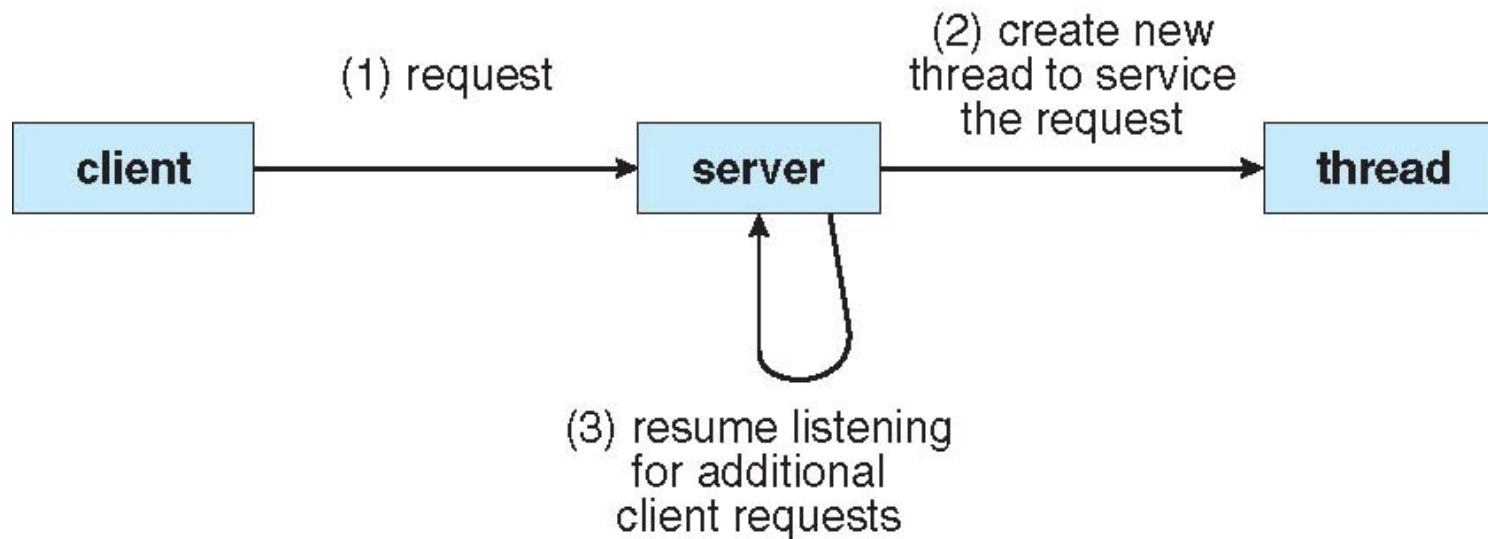 (1) request
(2) create new
thread to service
the request
client
server
thread
(3) resume listening
for additional
client requests